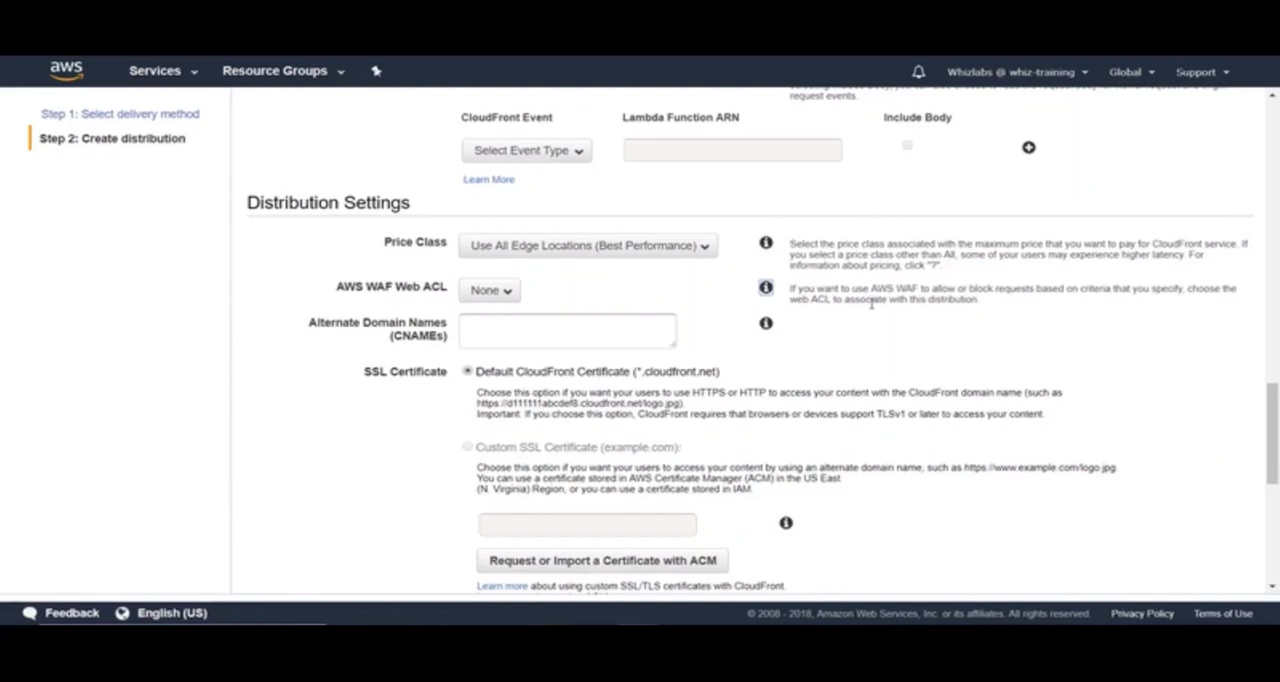 aws
Services
Resource Groups
Whizlabs @ whiz-training
Global
Support
Step 1: Select delivery method
Step 2: Create distribution
request events.
CloudFront Event
Lambda Function ARN
Include Body
Select Event Type
Learn More
Distribution Settings
Price Class
Use All Edge Locations (Best Performance)
Select the price class associated with the maximum price that you want to pay for CloudFront service. If
you select a price class other than All, some of your users may experience higher latency. For
information about pricing, click "?".
AWS WAF Web ACL
None
If you want to use AWS WAF to allow or block requests based on criteria that you specify, choose the
web ACL to associate with this distribution.
Alternate Domain Names
(CNAMEs)
SSL Certificate
Default CloudFront Certificate (*.cloudfront.net)
Choose this option if you want your users to use HTTPS or HTTP to access your content with the CloudFront domain name (such as
https://d111111abcdef8.cloudfront.net/logo.jpg).
Important: If you choose this option, CloudFront requires that browsers or devices support TLSv1 or later to access your content.
Custom SSL Certificate (example.com):
Choose this option if you want your users to access your content by using an alternate domain name, such as https://www.example.com/logo.jpg.
You can use a certificate stored in AWS Certificate Manager (ACM) in the US East
(N. Virginia) Region, or you can use a certificate stored in IAM.
Request or Import a Certificate with ACM
Learn more about using custom SSL/TLS certificates with CloudFront.
Feedback
English (US)
© 2008 - 2018, Amazon Web Services, Inc. or its affiliates. All rights reserved.
Privacy Policy
Terms of Use